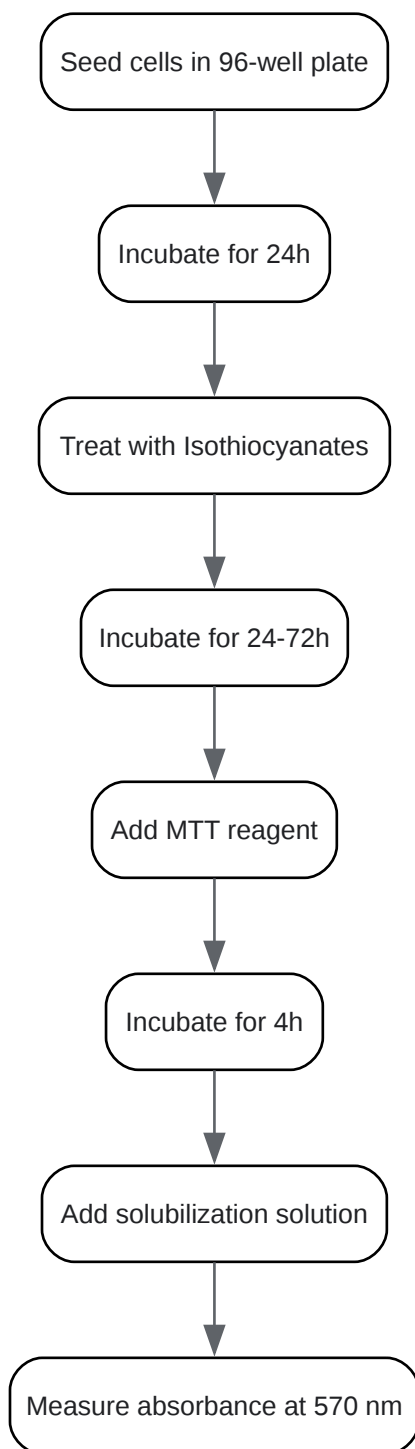 Seed cells in 96-well plate
Incubate for 24h
Treat with Isothiocyanates
Incubate for 24-72h
Add MTT reagent
Incubate for 4h
Add solubilization solution
Measure absorbance at 570 nm